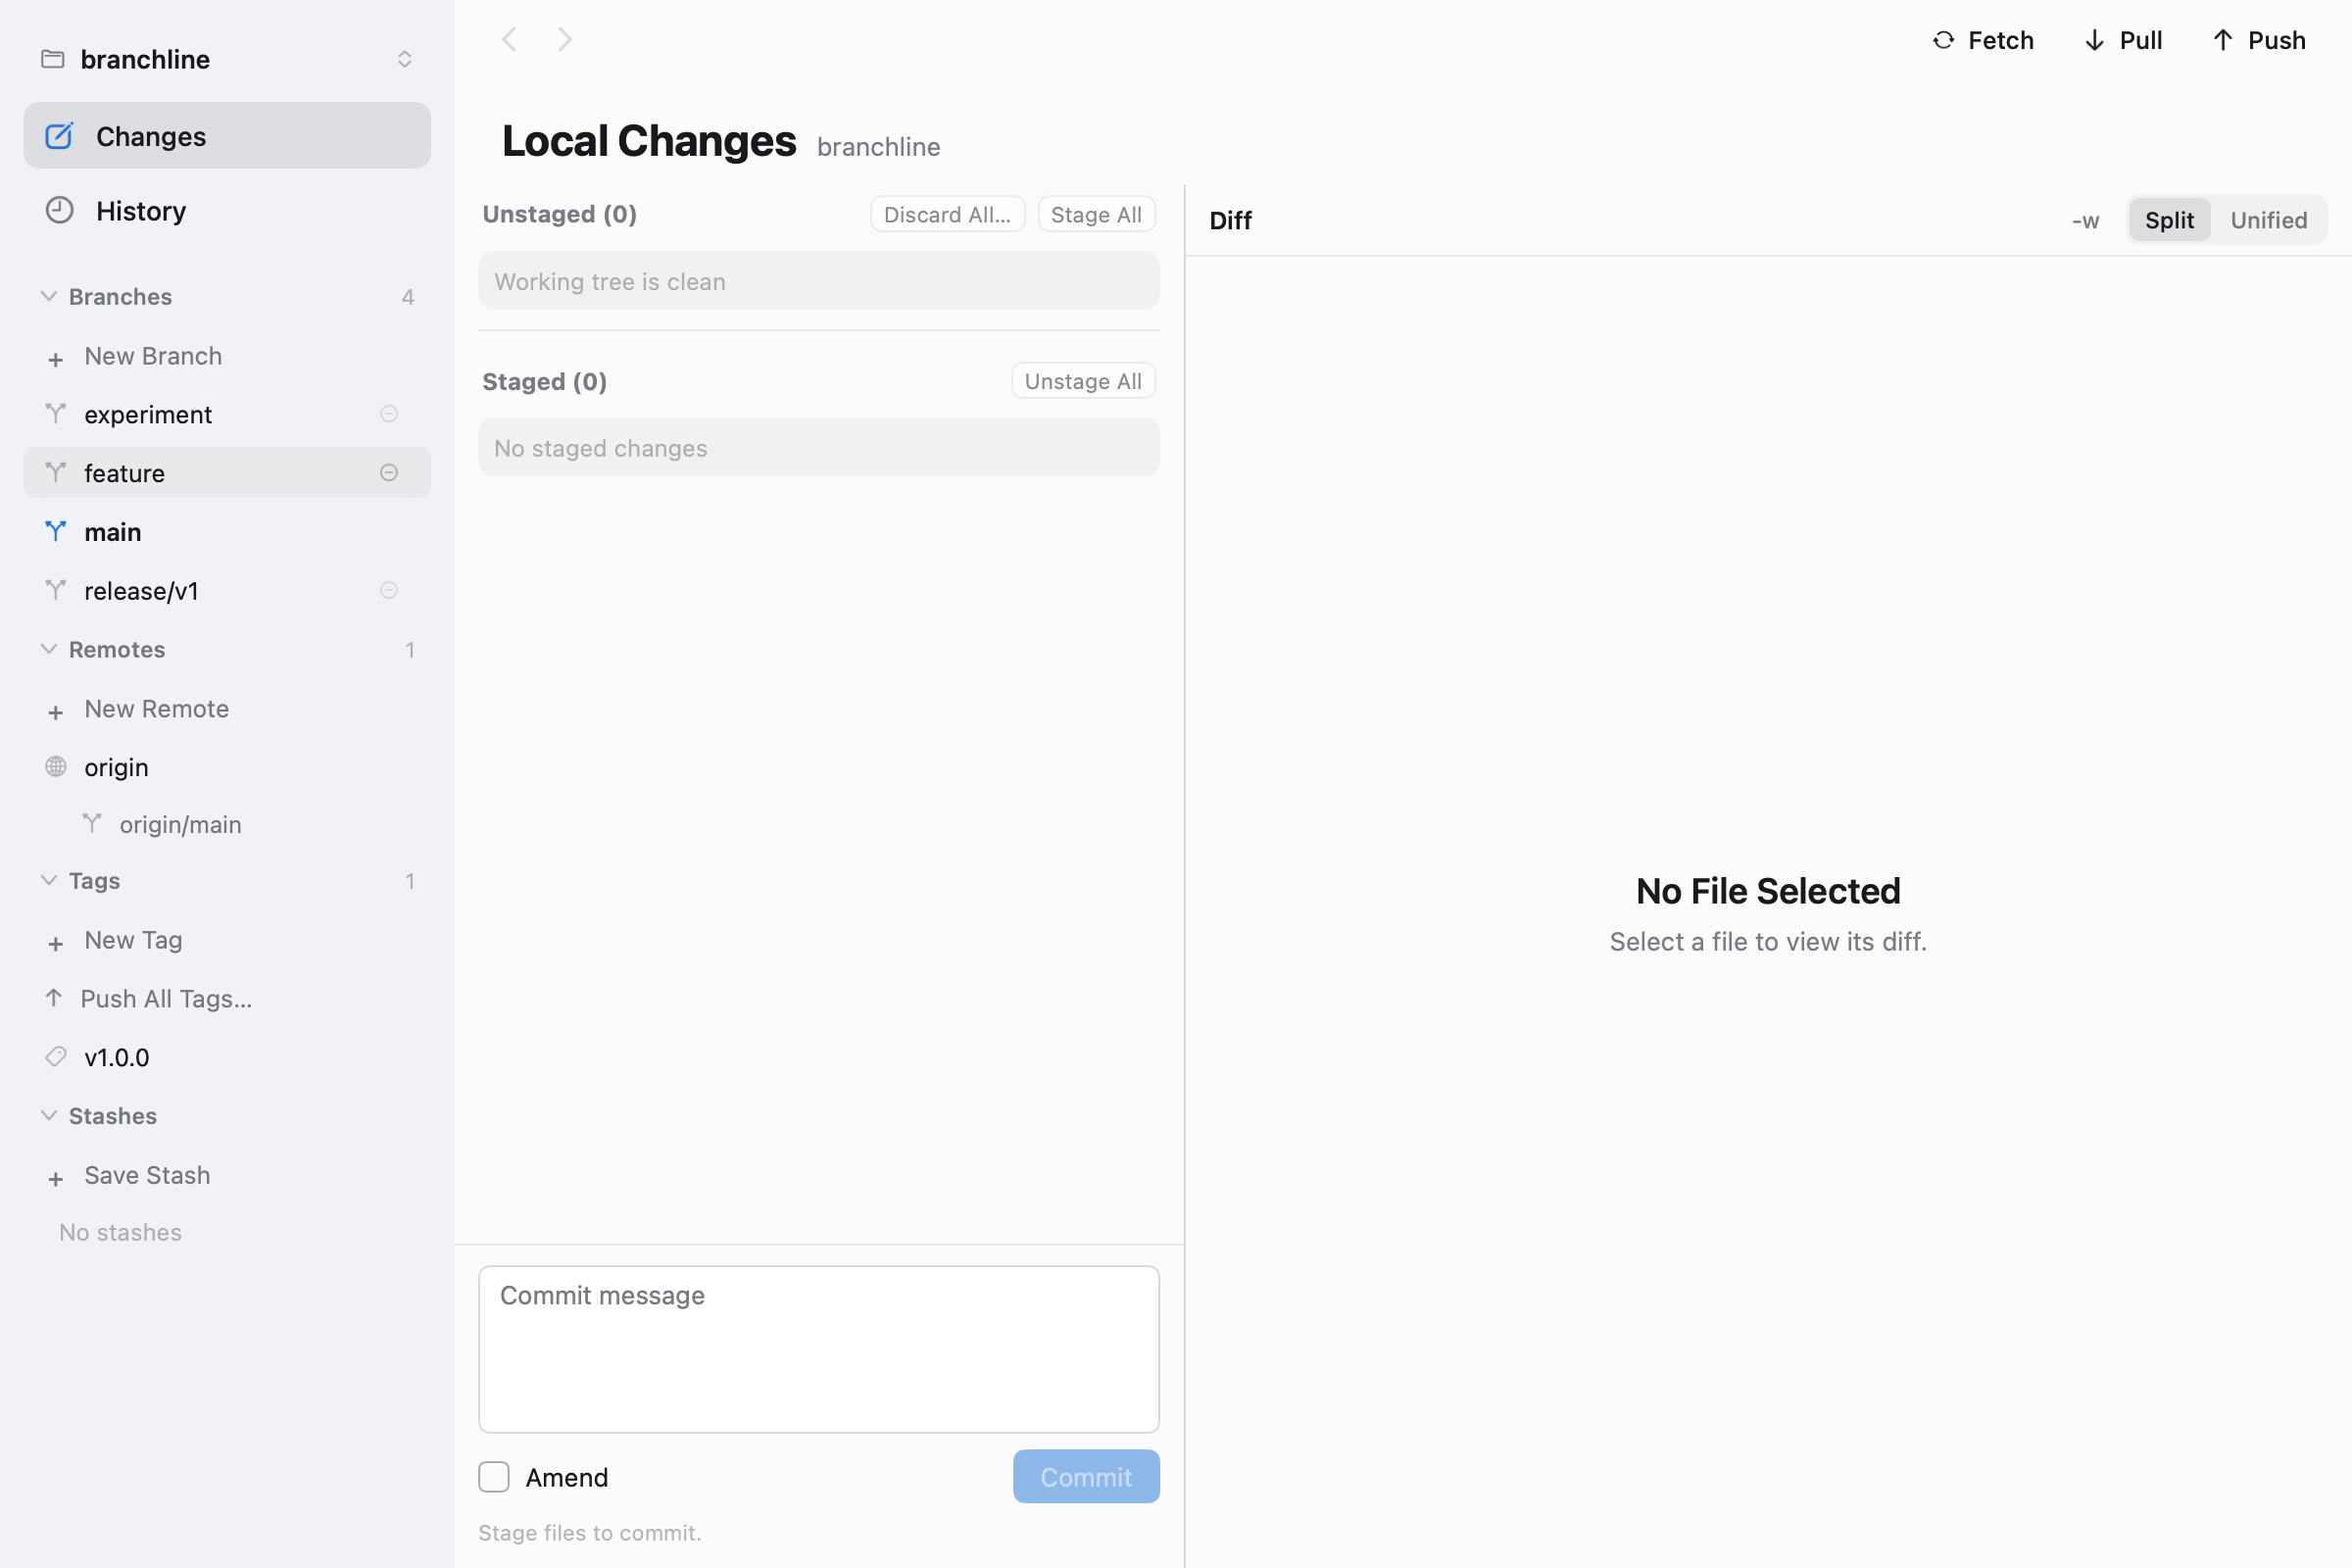 branchline
Changes
History
Branches 4
+ New Branch
experiment
feature
main
release/v1
Remotes 1
+ New Remote
origin
origin/main
Tags 1
+ New Tag
Push All Tags...
v1.0.0
Stashes
+ Save Stash
No stashes
Fetch Pull Push
Local Changes branchline
Unstaged (0) Discard All... Stage All
Working tree is clean
Staged (0) Unstage All
No staged changes
Commit message
Amend Commit
Stage files to commit.
Diff -w Split Unified
No File Selected
Select a file to view its diff.